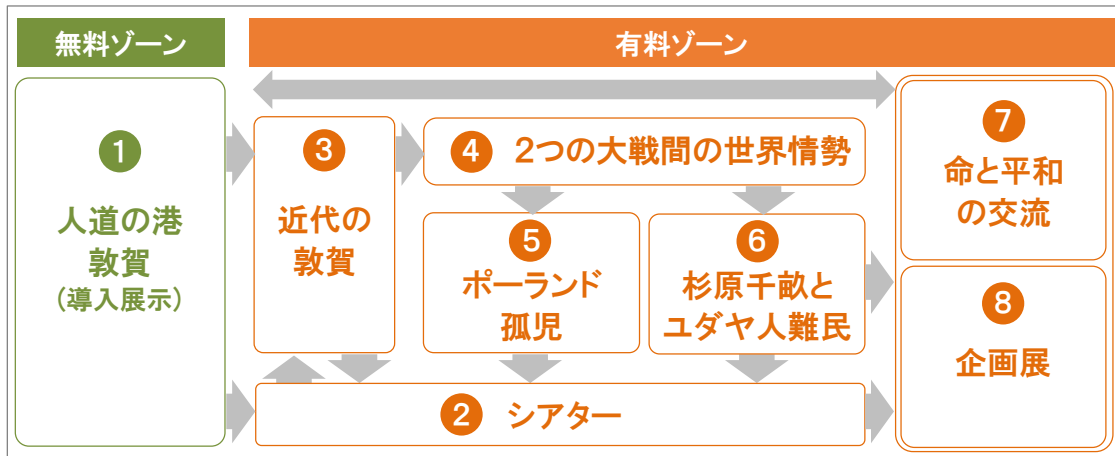 無料ゾーン
有料ゾーン
1
人道の港
敦賀
(導入展示)
3
近代の
敦賀
4 2つの大戦間の世界情勢
5
ポーランド
孤児
6
杉原千畝と
ユダヤ人難民
2 シアター
7
命と平和
の交流
8
企画展